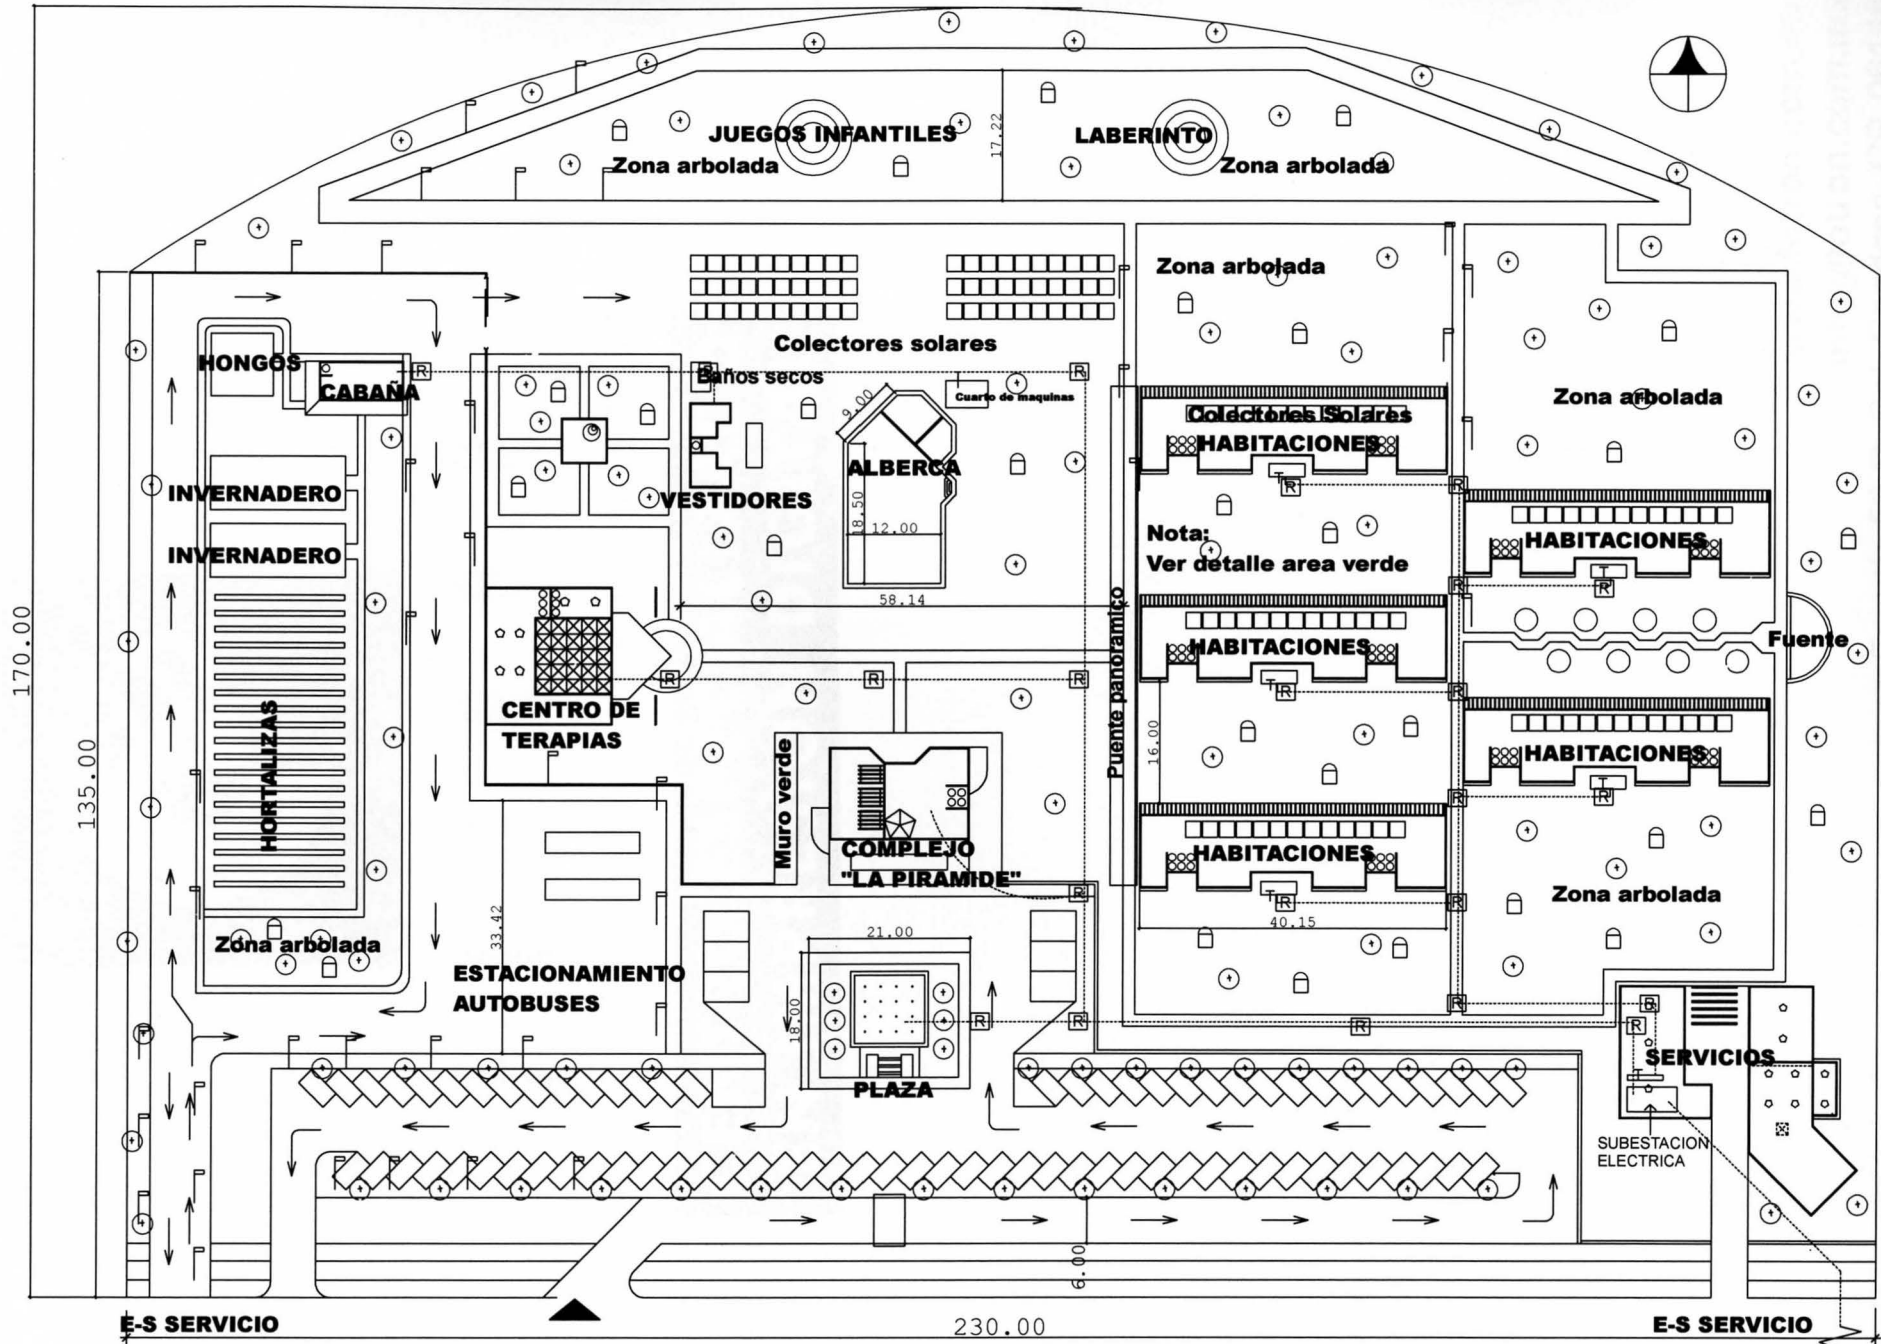 JUEGOS INFANTILES
LABERINTO
Zona arbolada
Zona arbolada
17.22
Zona arbolada
Colectores solares
HONGOS
CABAÑA
R
R
R
Baños secos
Cuarto de maquinas
Zona arbolada
9.00
Colectores Solares
HABITACIONES
ALBERCA
INVERNADERO
VESTIDORES
T
R
R
18.50
12.00
Nota:
Ver detalle area verde
HABITACIONES
INVERNADERO
T
R
R
58.14
170.00
Puente panoramico
HABITACIONES
Fuente
R
R
R
T
R
R
CENTRO DE
TERAPIAS
135.00
HORTALIZAS
Muro verde
16.00
HABITACIONES
T
R
R
COMPLEJO
"LA PIRAMIDE"
HABITACIONES
Zona arbolada
R
T
R
R
40.15
Zona arbolada
33.42
21.00
ESTACIONAMIENTO
AUTOBUSES
18.00
R
R
R
R
R
R
SERVICIOS
T
PLAZA
SUBESTACION
ELECTRICA
6.00
E-S SERVICIO
230.00
E-S SERVICIO